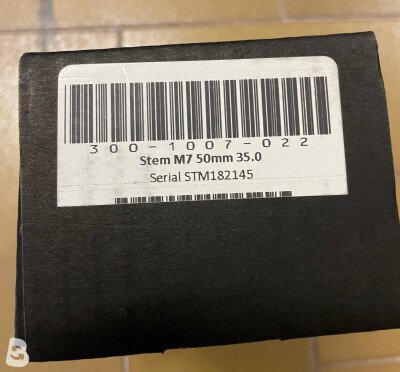 300-1007-022
Stem M7 50mm 35.0
Serial STM182145